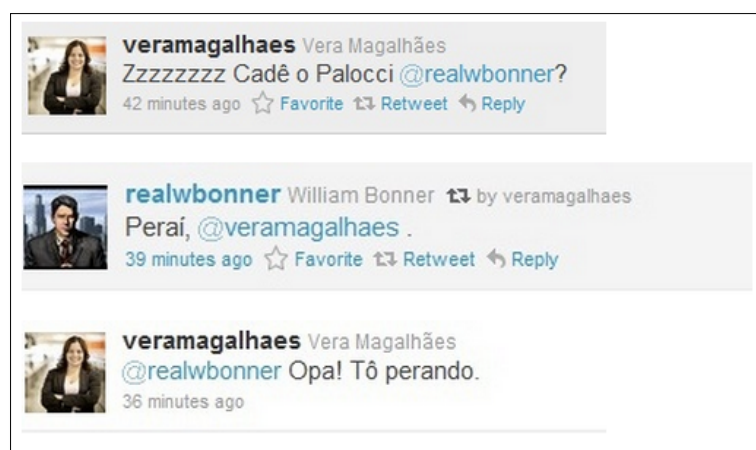 veramagalhaes Vera Magalhães
Zzzzzzzz Cadê o Palocci @realwbonner?
42 minutes ago Favorite Retweet Reply
realwbonner William Bonner by veramagalhaes
Peraí, @veramagalhaes .
39 minutes ago Favorite Retweet Reply
veramagalhaes Vera Magalhães
@realwbonner Opa! Tô perando.
36 minutes ago